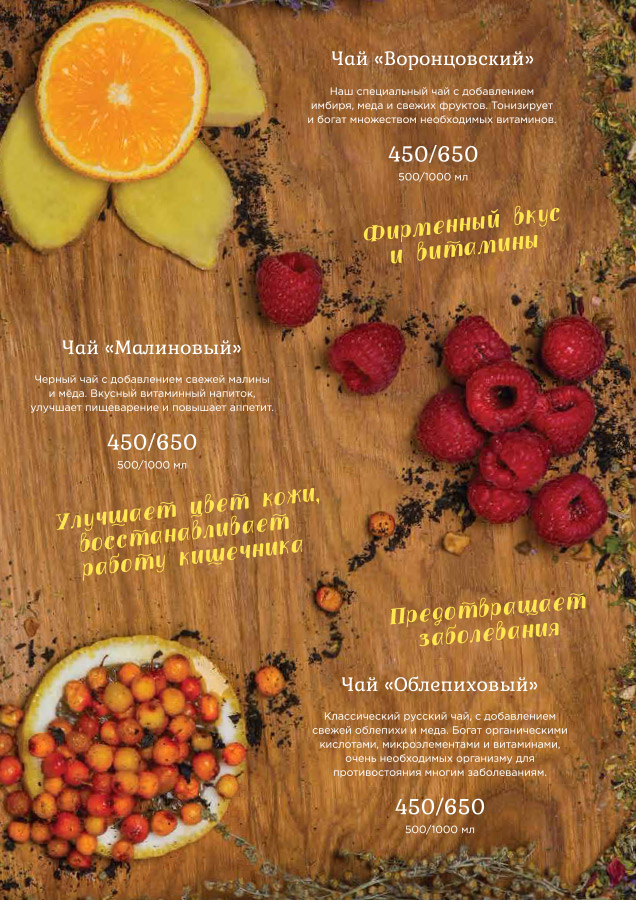 Чай «Воронцовский»
Наш специальный чай с добавлением
имбиря, меда и свежих фруктов. Тонизирует
и богат множеством необходимых витаминов.
450/650
500/1000 мл
Фирменный вкус
и витамины
Чай «Малиновый»
Черный чай с добавлением свежей малины
и мёда. Вкусный витаминный напиток,
улучшает пищеварение и повышает аппетит.
450/650
500/1000 мл
Улучшает цвет кожи,
восстанавливает
работу кишечника
Предотвращает
заболевания
Чай «Облепиховый»
Классический русский чай, с добавлением
свежей облепихи и меда. Богат органическими
кислотами, микроэлементами и витаминами,
очень необходимых организму для
противостояния многим заболеваниям.
450/650
500/1000 мл